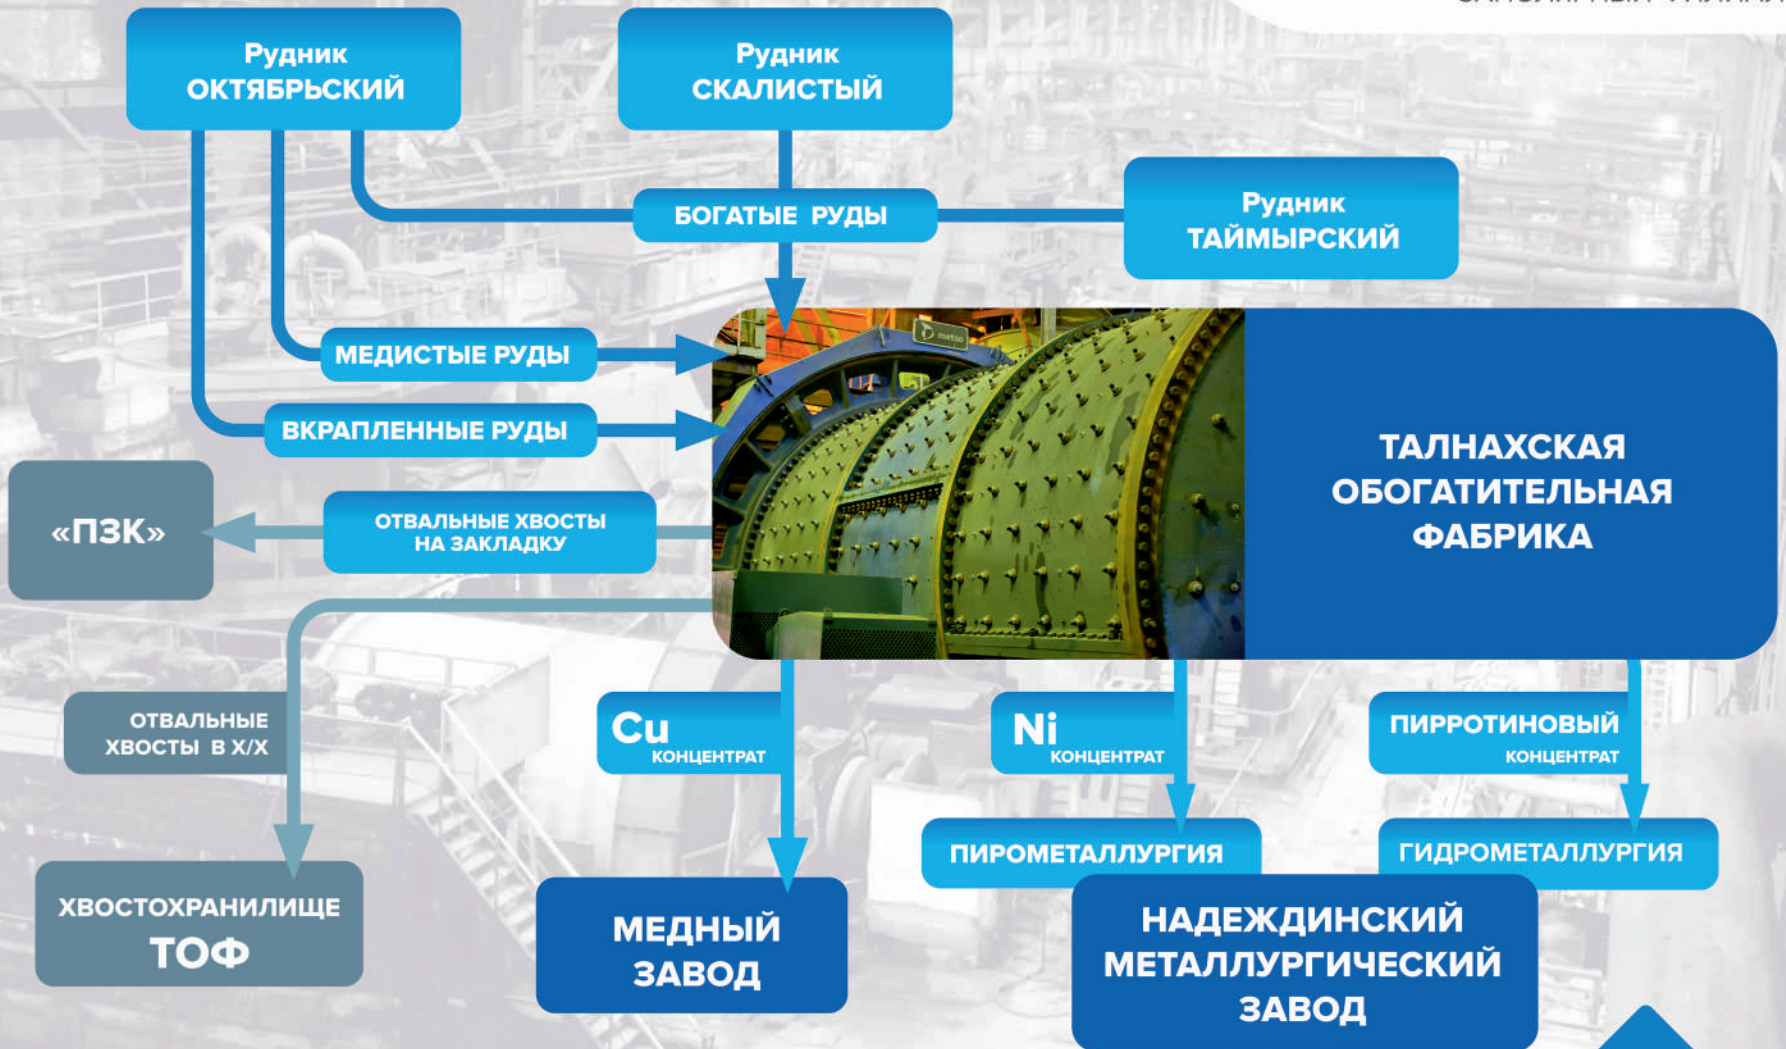 Рудник
ОКТЯБРЬСКИЙ
Рудник
СКАЛИСТЫЙ
БОГАТЫЕ РУДЫ
Рудник
ТАЙМЫРСКИЙ
metso
МЕДИСТЫЕ РУДЫ
ВКРАПЛЕННЫЕ РУДЫ
ТАЛНАХСКАЯ
ОБОГАТИТЕЛЬНАЯ
ФАБРИКА
«ПЗК»
ОТВАЛЬНЫЕ ХВОСТЫ
НА ЗАКЛАДКУ
ОТВАЛЬНЫЕ
ХВОСТЫ В Х/Х
Cu
КОНЦЕНТРАТ
Ni
КОНЦЕНТРАТ
ПИРРОТИНОВЫЙ
КОНЦЕНТРАТ
ПИРОМЕТАЛЛУРГИЯ
ГИДРОМЕТАЛЛУРГИЯ
ХВОСТОХРАНИЛИЩЕ
ТОФ
МЕДНЫЙ
ЗАВОД
НАДЕЖДИНСКИЙ
МЕТАЛЛУРГИЧЕСКИЙ
ЗАВОД